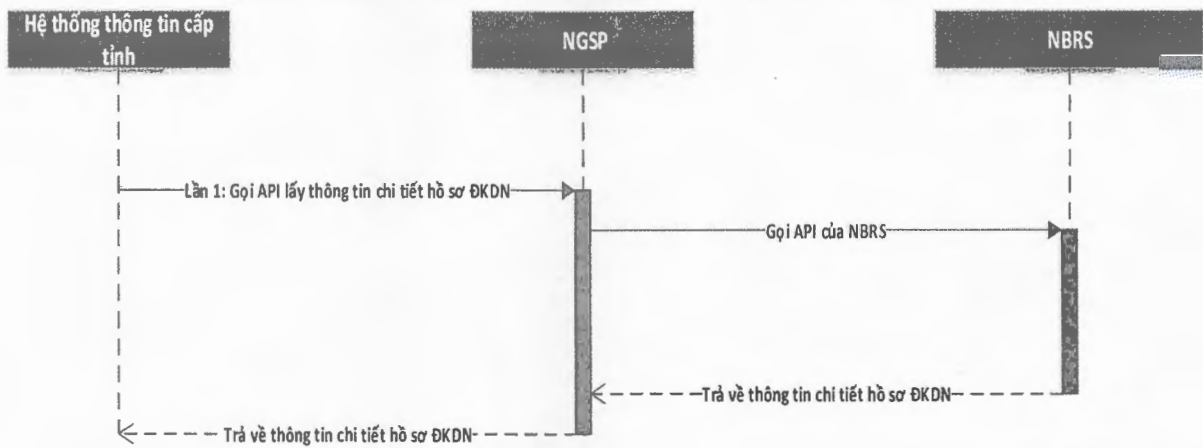 Hệ thống thông tin cấp
tỉnh
NGSP
NBRS
Lần 1: Gọi API lấy thông tin chi tiết hồ sơ ĐKDN
Gọi API của NBRS
Trả về thông tin chi tiết hồ sơ ĐKDN
Trả về thông tin chi tiết hồ sơ ĐKDN